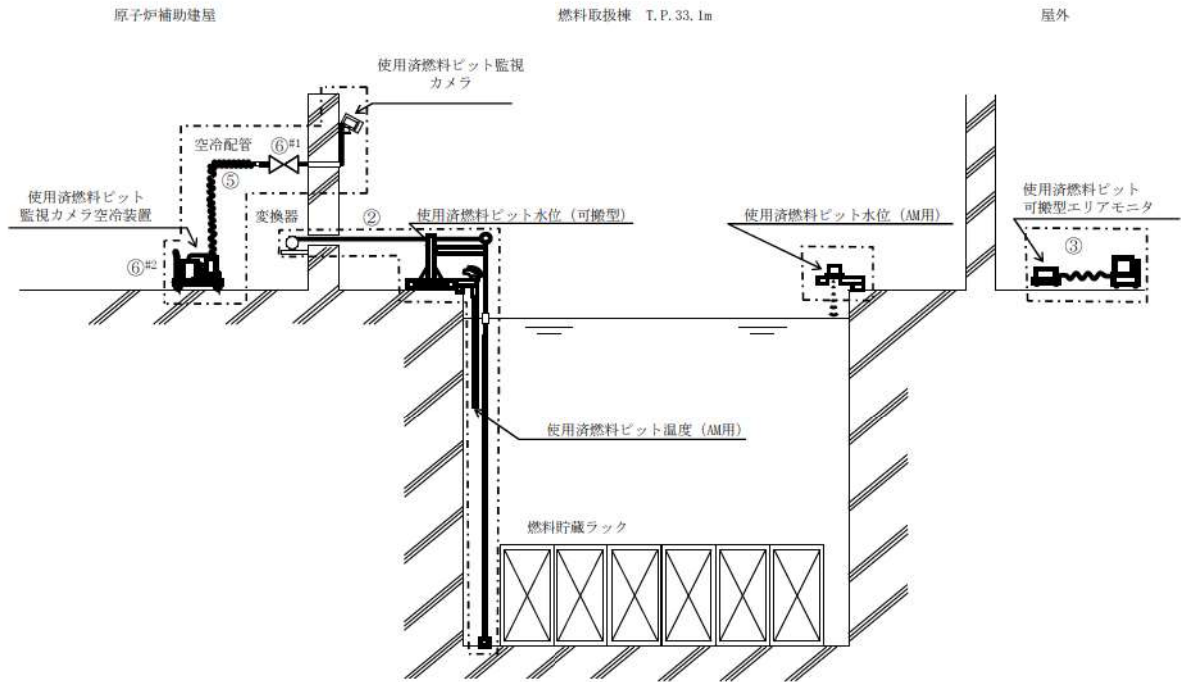 原子炉補助建屋
燃料取扱棟 T.P.33.1m
屋外
使用済燃料ピット監視
カメラ
空冷配管
⑥#1
⑤
使用済燃料ピット
監視カメラ空冷装置
⑥#2
変換器
②
使用済燃料ピット水位(可搬型)
使用済燃料ピット水位(AM用)
使用済燃料ピット
可搬型エリアモニタ
③
使用済燃料ピット温度(AM用)
燃料貯蔵ラック